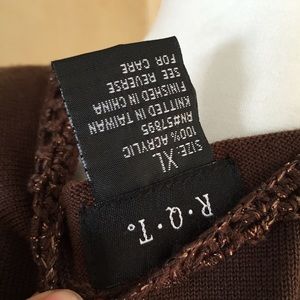 R·Q·T.
SIZE: XL
100% ACRYLIC
RN#57895
KNITTED IN TAIWAN
FINISHED IN CHINA
SEE REVERSE
FOR CARE